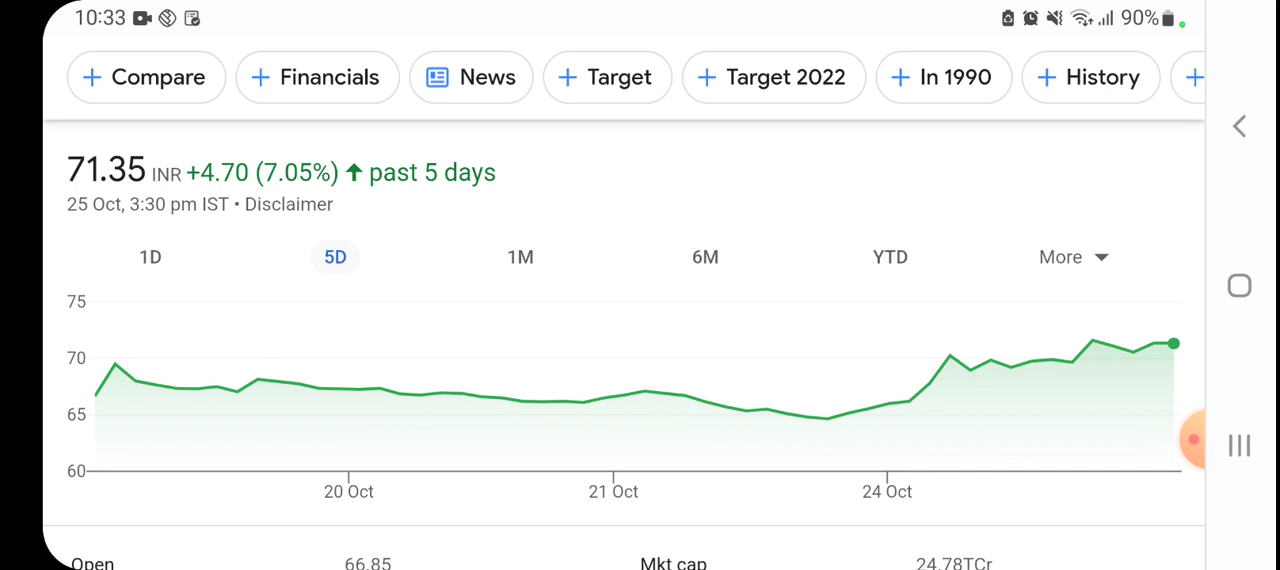 10:33 90%
Compare Financials News Target Target 2022 In 1990 History
71.35 INR +4.70 (7.05%) past 5 days
25 Oct, 3:30 pm IST • Disclaimer
1D 5D 1M 6M YTD More
75
70
65
60
20 Oct 21 Oct 24 Oct
Open 66.85 Mkt cap 24.78TCr